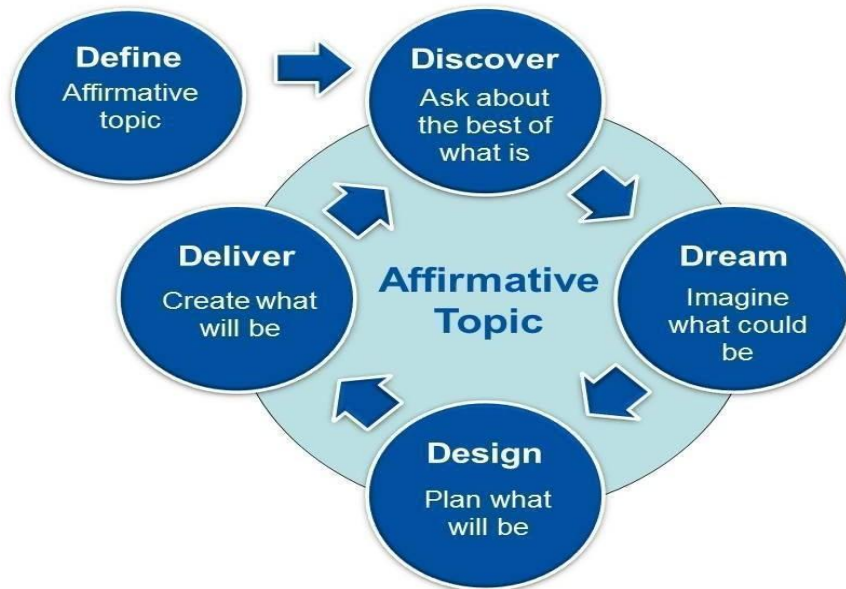 Define
Affirmative
topic
Discover
Ask about
the best of
what is
Deliver
Create what
will be
Affirmative
Topic
Dream
Imagine
what could
be
Design
Plan what
will be